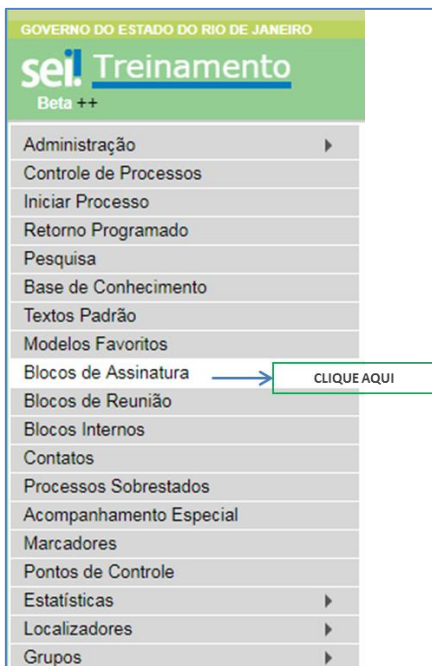 GOVERNO DO ESTADO DO RIO DE JANEIRO
sei! Treinamento
Beta ++
Administração
Controle de Processos
Iniciar Processo
Retorno Programado
Pesquisa
Base de Conhecimento
Textos Padrão
Modelos Favoritos
Blocos de Assinatura CLIQUE AQUI
Blocos de Reunião
Blocos Internos
Contatos
Processos Sobrestados
Acompanhamento Especial
Marcadores
Pontos de Controle
Estatísticas
Localizadores
Grupos